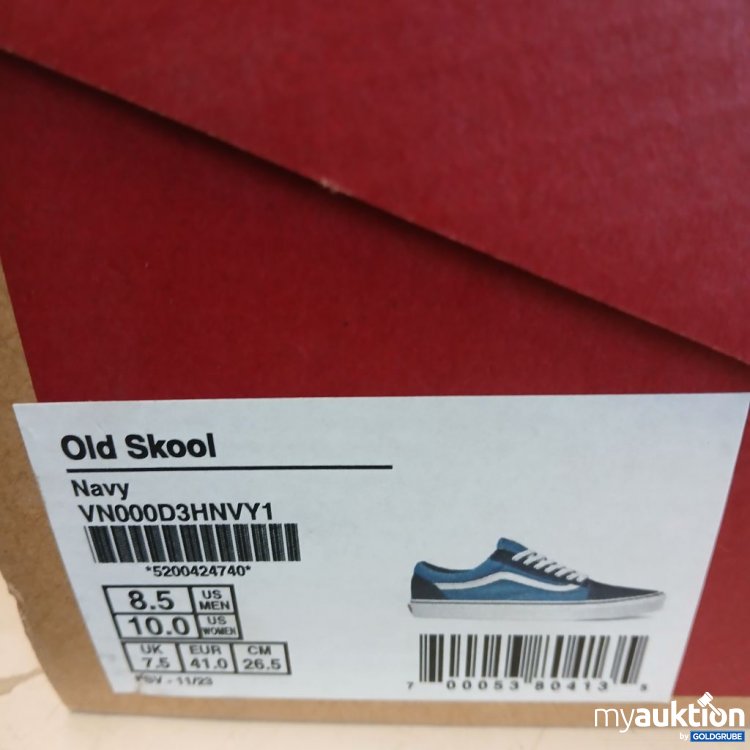 Old Skool
Navy
VN000D3HNVY1
*5200424740*
8.5 US MEN
10.0 US WOMEN
UK 7.5 EUR 41.0 CM 26.5
- 11/23
7 00053 80413 5
myauktion
by GOLDGRUBE